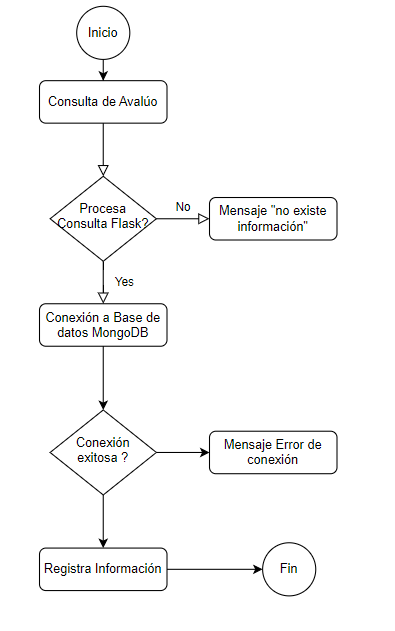 Inicio
Consulta de Avalúo
Procesa
Consulta Flask?
No
Mensaje "no existe
información"
Yes
Conexión a Base de
datos MongoDB
Conexión
exitosa ?
Mensaje Error de
conexión
Registra Información
Fin